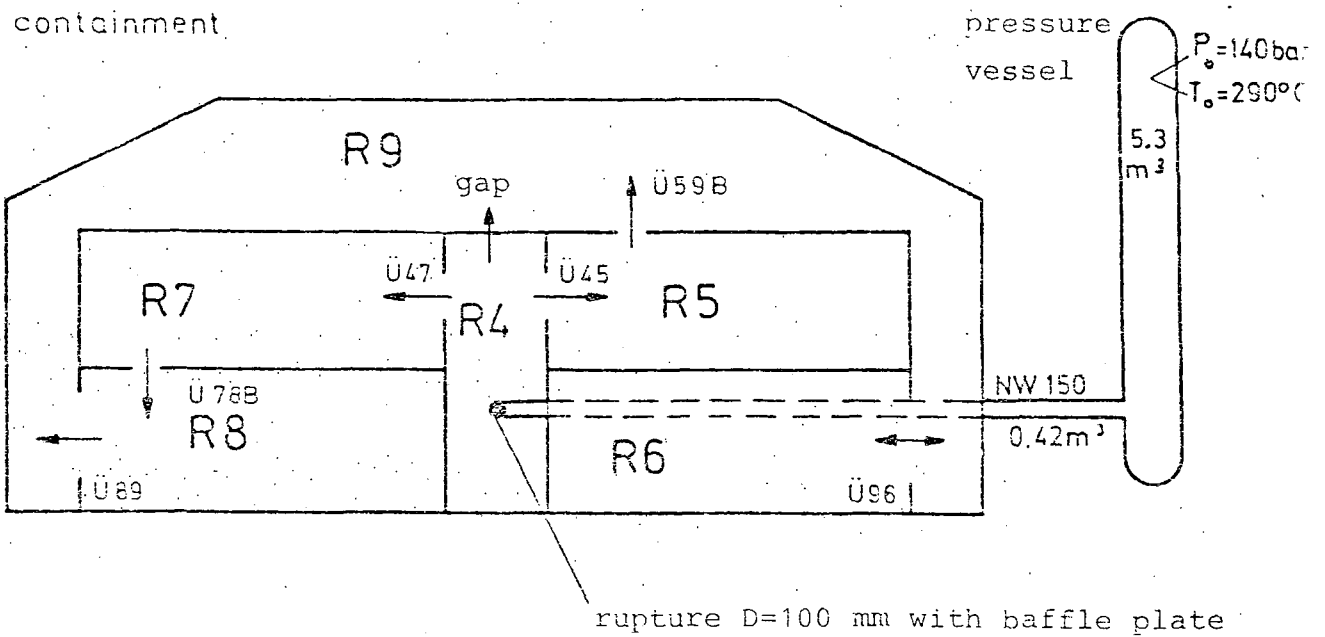 containment
pressure
vessel
P₀=140ba
T₀=290°C
5.3
m³
R9
gap
Ü59B
Ü47
Ü45
R7
R4
R5
Ü78B
R8
NW 150
0,42m³
R6
Ü89
Ü96
rupture D=100 mm with baffle plate